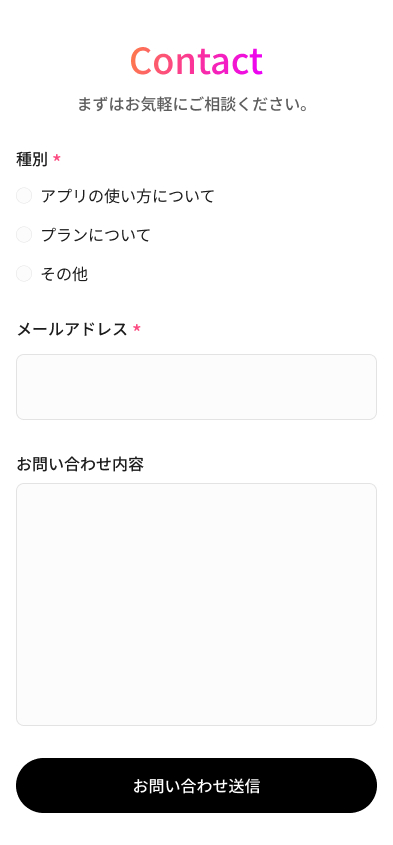 Contact
まずはお気軽にご相談ください。
種別 *
アプリの使い方について
プランについて
その他
メールアドレス *
お問い合わせ内容
お問い合わせ送信